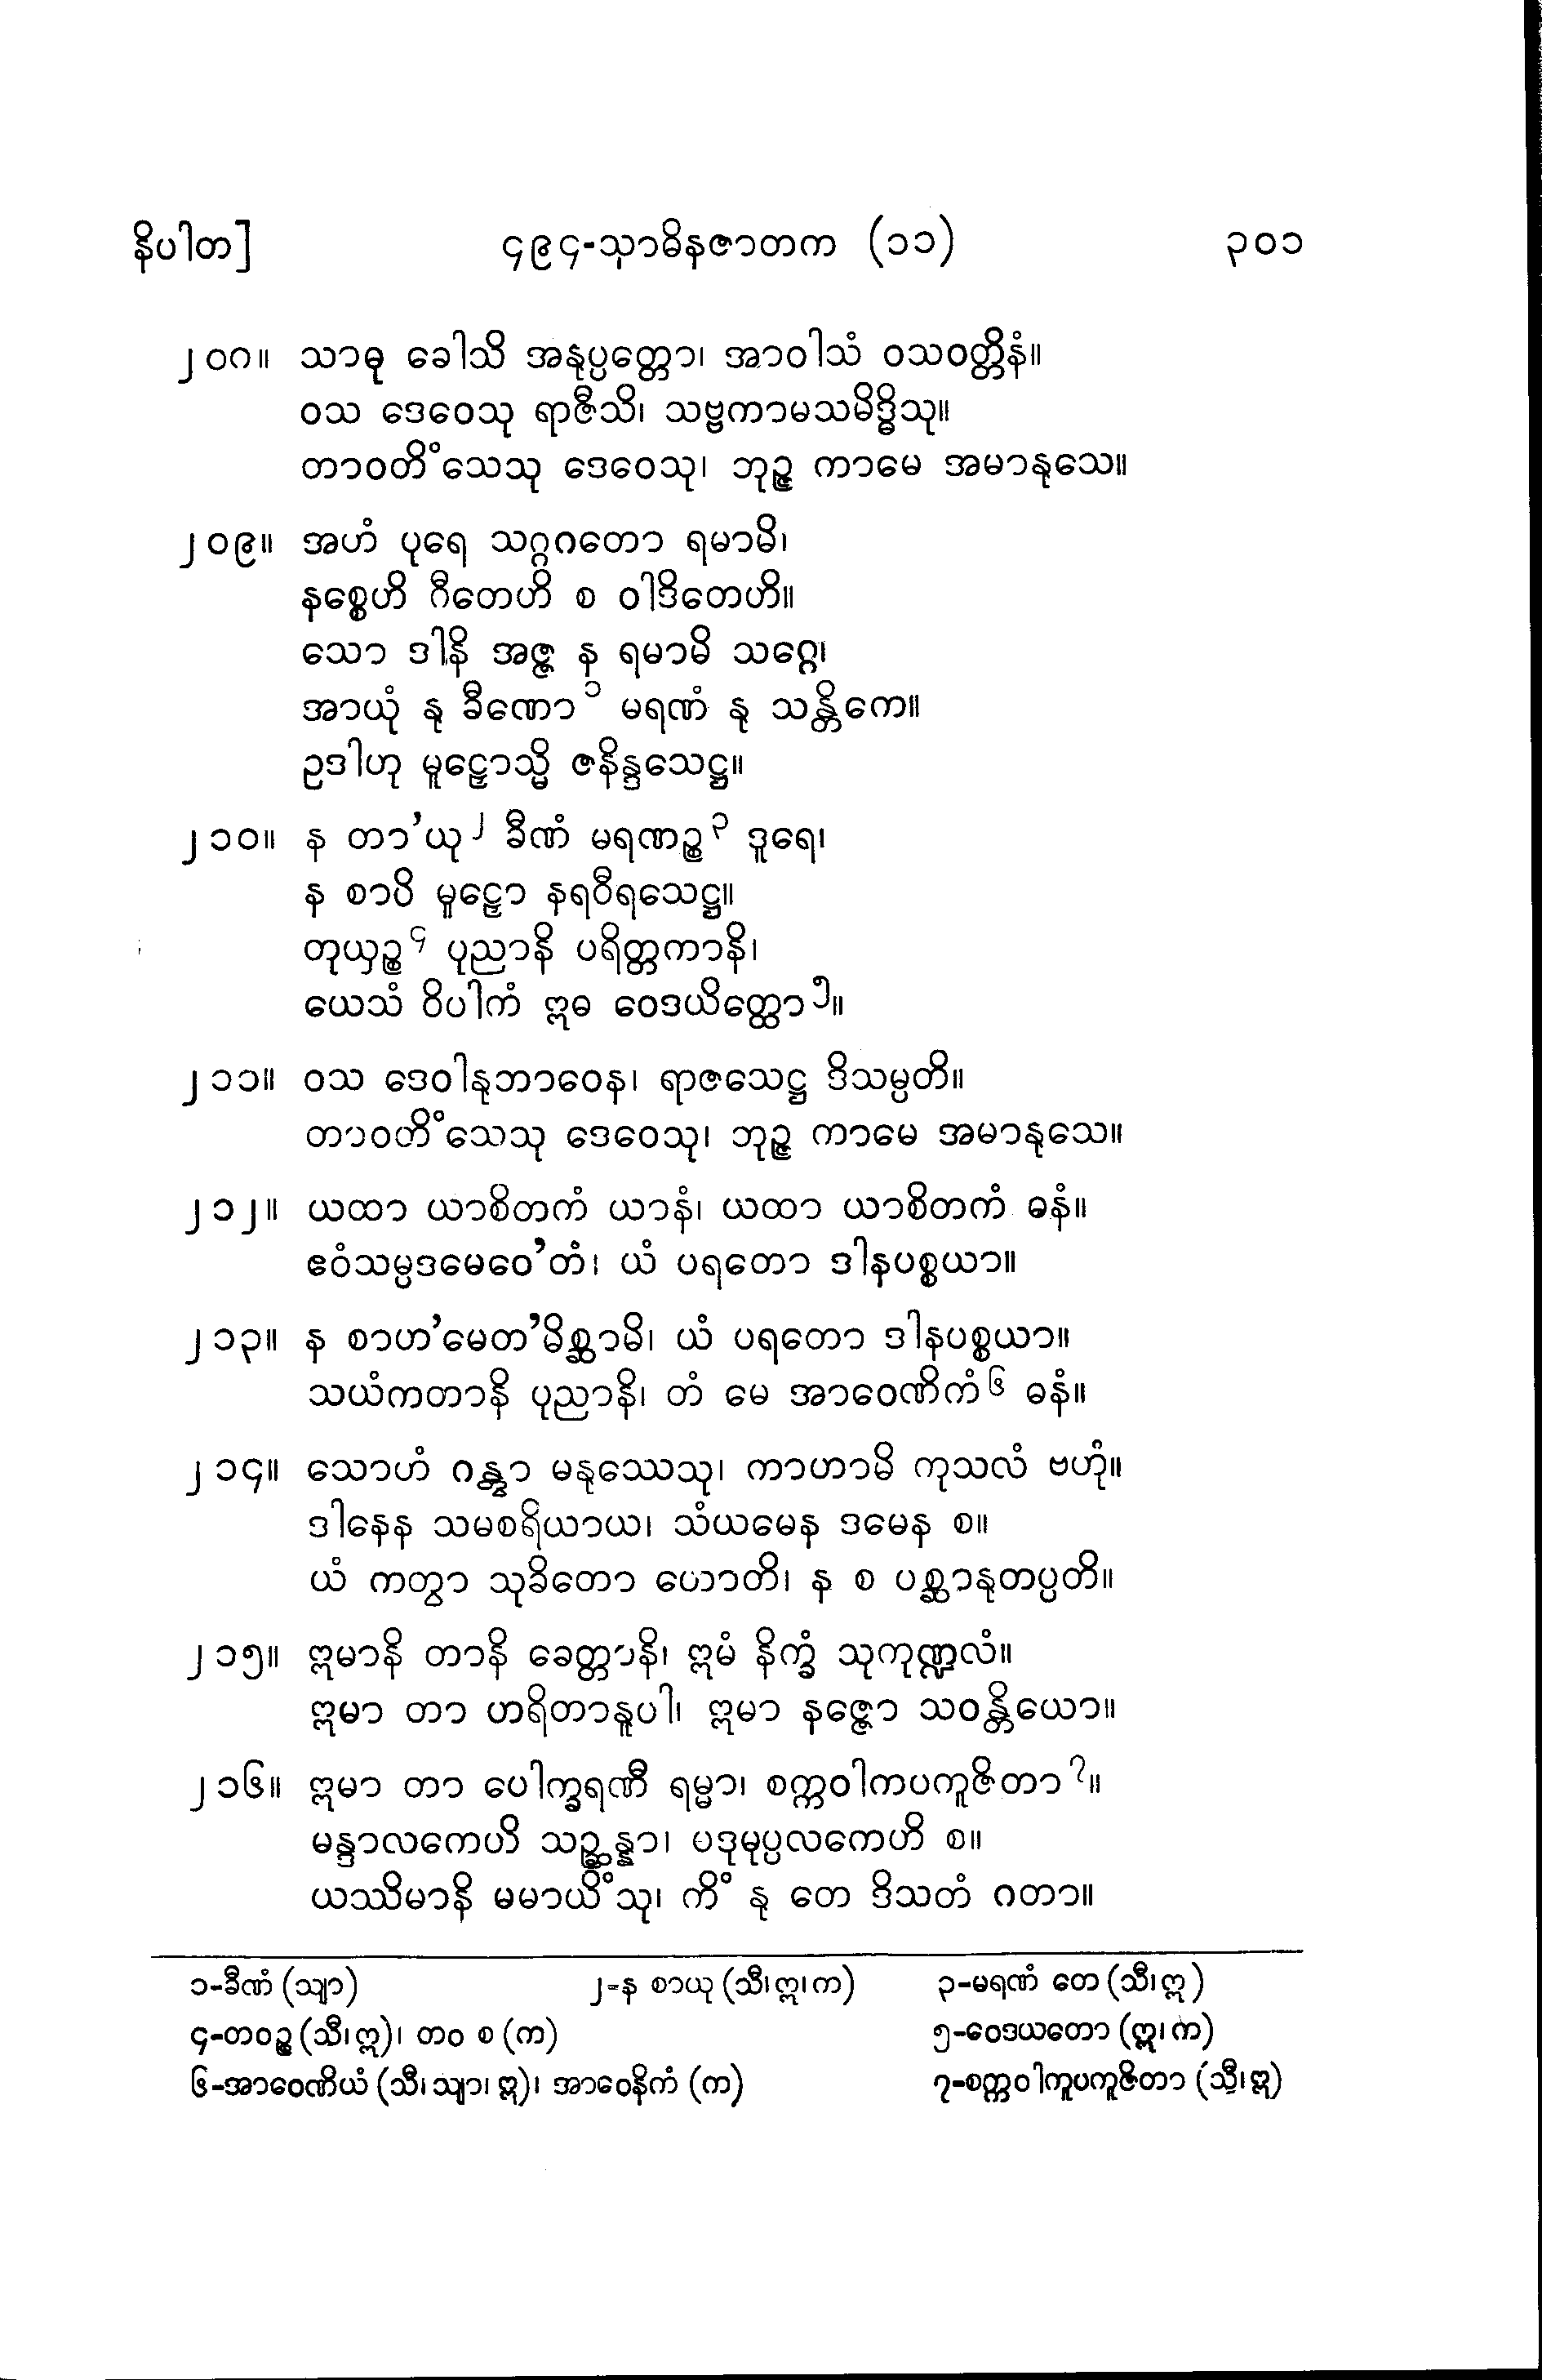 နိပါတ] ၄၉၄-သုာဓိနဇာတက (၁၁) ၃၀၁
၂၀၈။ သာဓု ခေါသိ အနုပ္ပတ္တော၊ အာဝါသံ ဝသဝတ္တိနံ။
ဝသ ဒေဝေသု ရာဇီသိ၊ သဗ္ဗကာမသမိဒ္ဓိသု။
တာဝတိံသေသု ဒေဝေသု၊ ဘုဉ္ဇ ကာမေ အမာနုသေ။
၂၀၉။ အဟံ ပုရေ သဂ္ဂဂတော ရမာမိ၊
နစ္စေဟိ ဂီတေဟိ စ ဝါဒိတေဟိ။
သော ဒါနိ အဇ္ဇ န ရမာမိ သဂ္ဂေ၊
အာယုံ နု ခီဏော၁ မရဏံ နု သန္တိကေ။
ဥဒါဟု မူဠှောသ္မိ ဇနိန္ဒသေဋ္ဌ။
၂၁၀။ န တာ’ယု၂ ခီဏံ မရဏဉ္စ၃ ဒူရေ၊
န စာပိ မူဠှော နရဝီရသေဋ္ဌ။
တုယှဉ္စ၄ ပုညာနိ ပရိတ္တကာနိ၊
ယေသံ ဝိပါကံ ဣဓ ဝေဒယိတ္ထော၅။
၂၁၁။ ဝသ ဒေဝါနုဘာဝေန၊ ရာဇသေဋ္ဌ ဒိသမ္ပတိ။
တာဝတိံသေသု ဒေဝေသု၊ ဘုဉ္ဇ ကာမေ အမာနုသေ။
၂၁၂။ ယထာ ယာစိတကံ ယာနံ၊ ယထာ ယာစိတကံ ဓနံ။
ဧဝံသမ္ပဒမေဝေ’တံ၊ ယံ ပရတော ဒါနပစ္စယာ။
၂၁၃။ န စာဟ’မေတ’မိစ္ဆာမိ၊ ယံ ပရတော ဒါနပစ္စယာ။
သယံကတာနိ ပုညာနိ၊ တံ မေ အာဝေဏိကံ၆ ဓနံ။
၂၁၄။ သောဟံ ဂန္တွာ မနုဿေသု၊ ကာဟာမိ ကုသလံ ဗဟုံ။
ဒါနေန သမစရိယာယ၊ သံယမေန ဒမေန စ။
ယံ ကတွာ သုခိတော ဟောတိ၊ န စ ပစ္ဆာနုတပ္ပတိ။
၂၁၅။ ဣမာနိ တာနိ ခေတ္တာနိ၊ ဣမံ နိက္ခံ သုကုဏ္ဍလံ။
ဣမာ တာ ဟရိတာနူပါ၊ ဣမာ နဇ္ဇော သဝန္တိယော။
၂၁၆။ ဣမာ တာ ပေါက္ခရဏီ ရမ္မာ၊ စက္ကဝါကပကူဇိတာ၇။
မန္ဒာလကေဟိ သဉ္ဆန္နာ၊ ပဒုမုပ္ပလကေဟိ စ။
ယဿိမာနိ မမာယိံသု၊ ကိံ နု တေ ဒိသတံ ဂတာ။
၁-ခီဏံ (သျာ) ၂-န စာယု (သီ၊ ဣ၊ က) ၃-မရဏံ တေ (သီ၊ ဣ)
၄-တဝဉ္စ (သီ၊ ဣ)၊ တဝ စ (က) ၅-ဝေဒယတော (ဣ၊ က)
၆-အာဝေဏိယံ (သီ၊ သျာ၊ ဣ)၊ အာဝေနိကံ (က) ၇-စက္ကဝါကူပကူဇိတာ (သီ၊ ဣ)